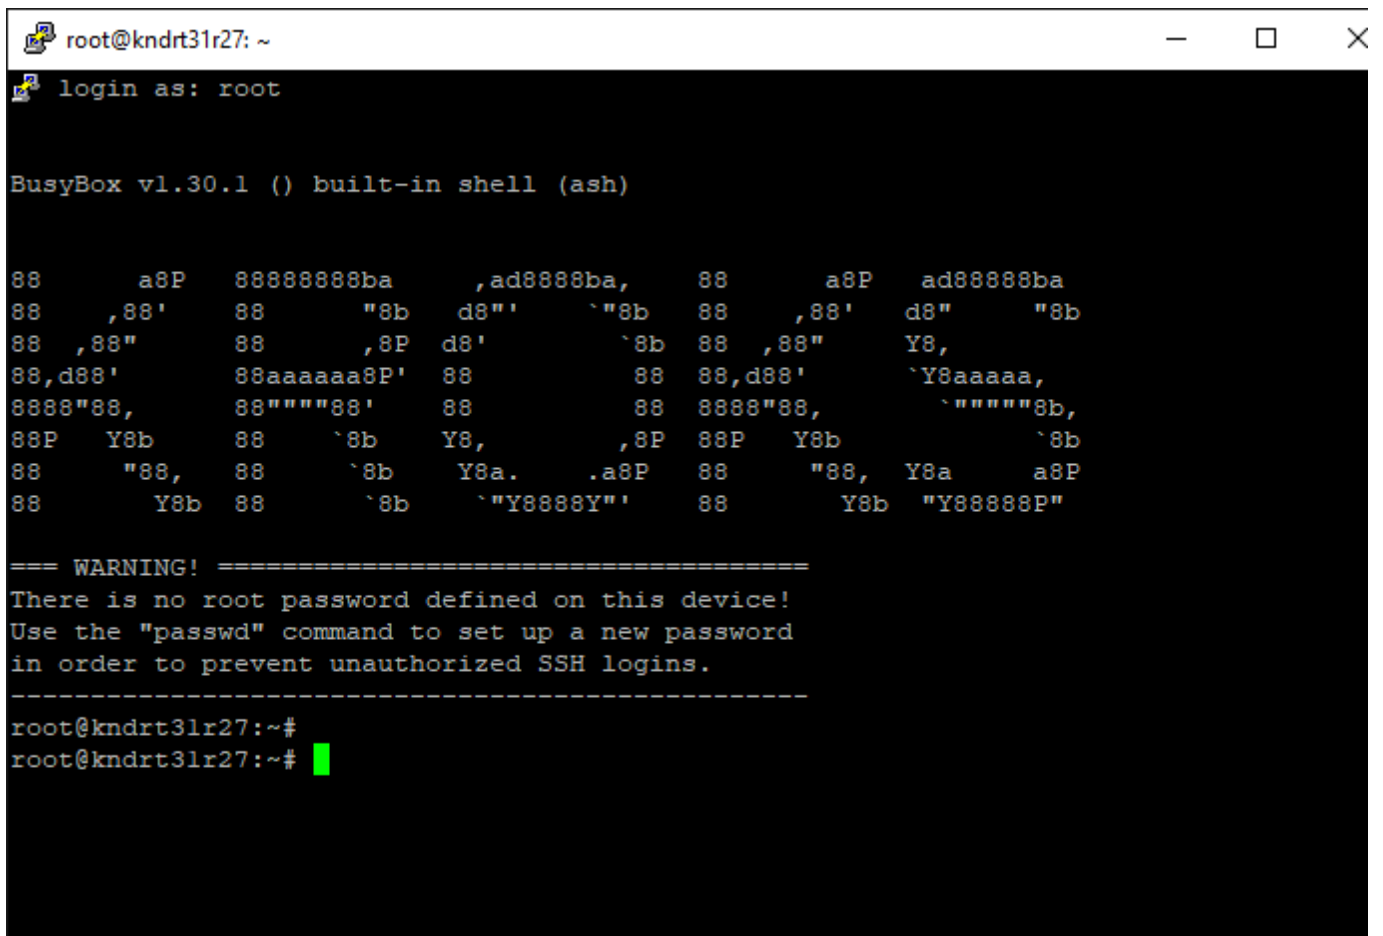 root@kndrt31r27: ~
login as: root
BusyBox v1.30.1 () built-in shell (ash)
88      a8P   88888888ba     ,ad8888ba,    88      a8P   ad88888ba
88    ,88'    88      "8b   d8"'    `"8b   88    ,88'   d8"     "8b
88  ,88"      88      ,8P  d8'        `8b  88  ,88"     Y8,
88,d88'       88aaaaaa8P'  88          88  88,d88'      `Y8aaaaa,
8888"88,      88""""88'    88          88  8888"88,       `"""""8b,
88P   Y8b     88    `8b    Y8,        ,8P  88P   Y8b            `8b
88     "88,   88     `8b    Y8a.    .a8P   88     "88,  Y8a     a8P
88       Y8b  88      `8b    `"Y8888Y"'    88       Y8b  "Y88888P"
=== WARNING! =====================================
There is no root password defined on this device!
Use the "passwd" command to set up a new password
in order to prevent unauthorized SSH logins.
--------------------------------------------------
root@kndrt31r27:~#
root@kndrt31r27:~#